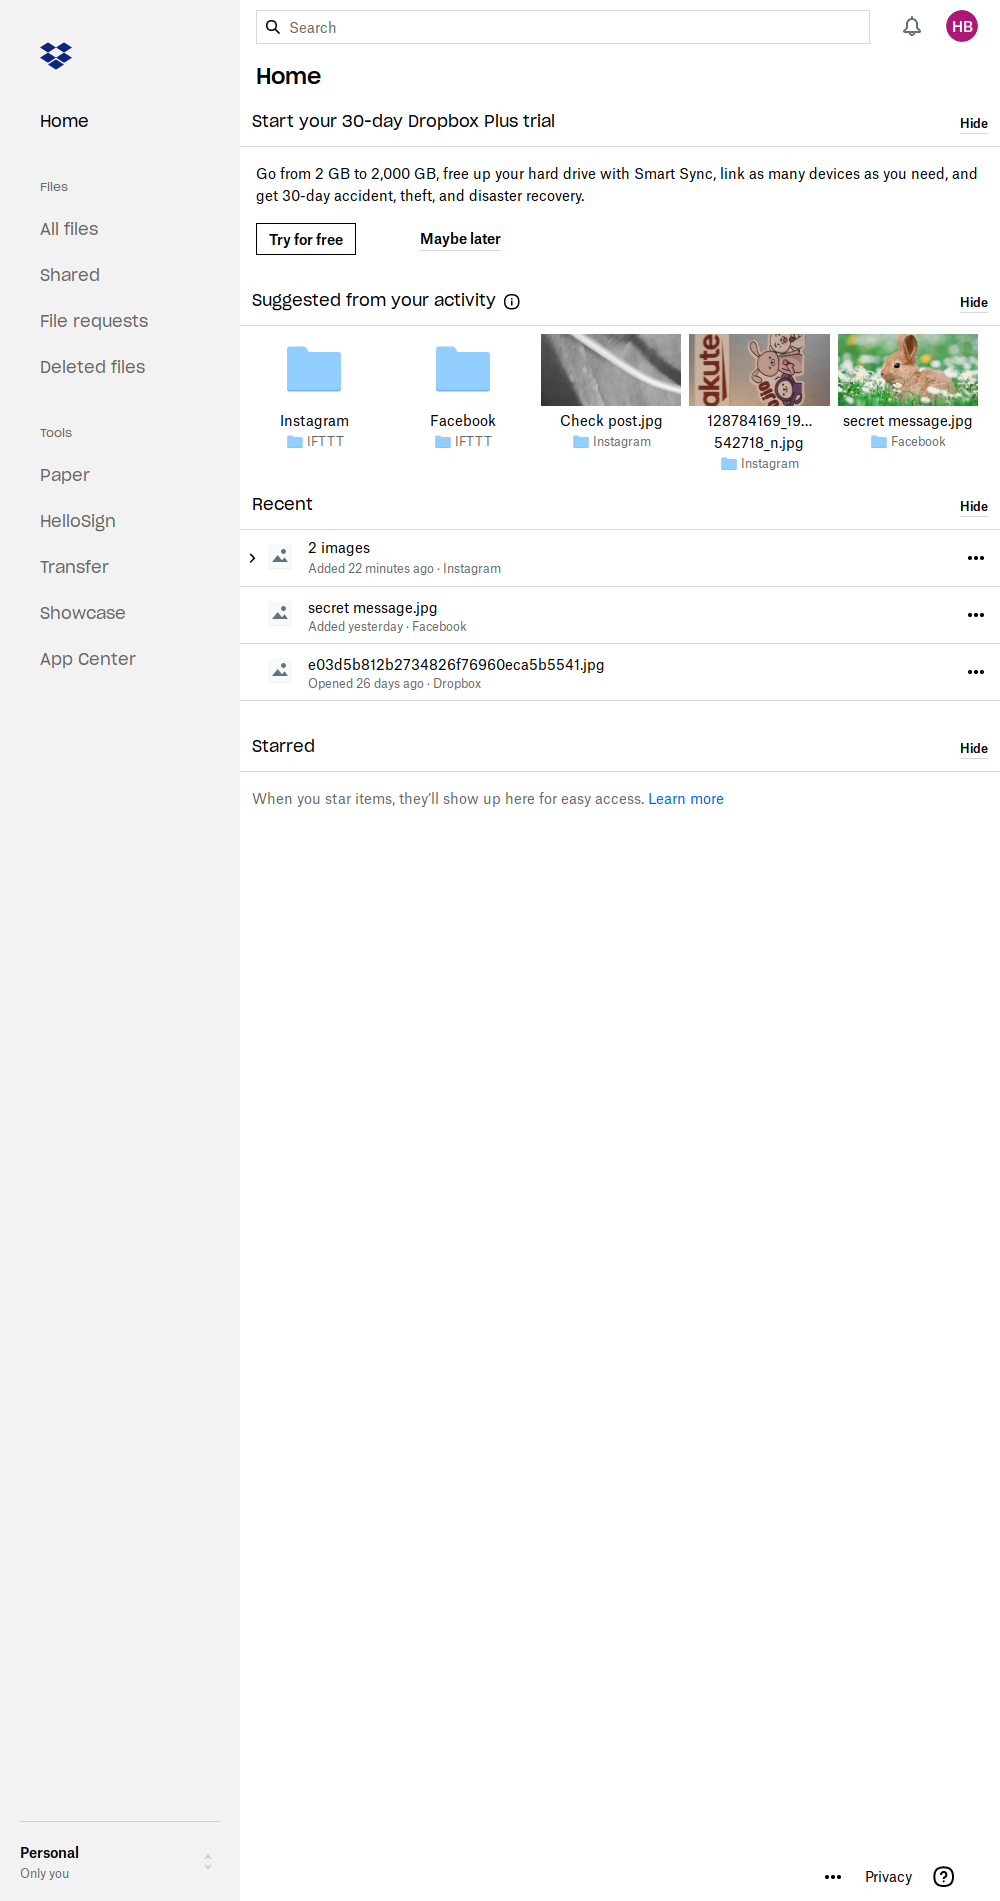 Search
HB
Home
Home
Start your 30-day Dropbox Plus trial
Hide
Go from 2 GB to 2,000 GB, free up your hard drive with Smart Sync, link as many devices as you need, and
get 30-day accident, theft, and disaster recovery.
Try for free
Maybe later
Files
All files
Shared
File requests
Deleted files
Tools
Paper
HelloSign
Transfer
Showcase
App Center
Suggested from your activity
Hide
Instagram
IFTTT
Facebook
IFTTT
Check post.jpg
Instagram
akute
128784169_19...
542718_n.jpg
Instagram
secret message.jpg
Facebook
Recent
Hide
2 images
Added 22 minutes ago · Instagram
secret message.jpg
Added yesterday · Facebook
e03d5b812b2734826f76960eca5b5541.jpg
Opened 26 days ago · Dropbox
Starred
Hide
When you star items, they’ll show up here for easy access. Learn more
Personal
Only you
Privacy